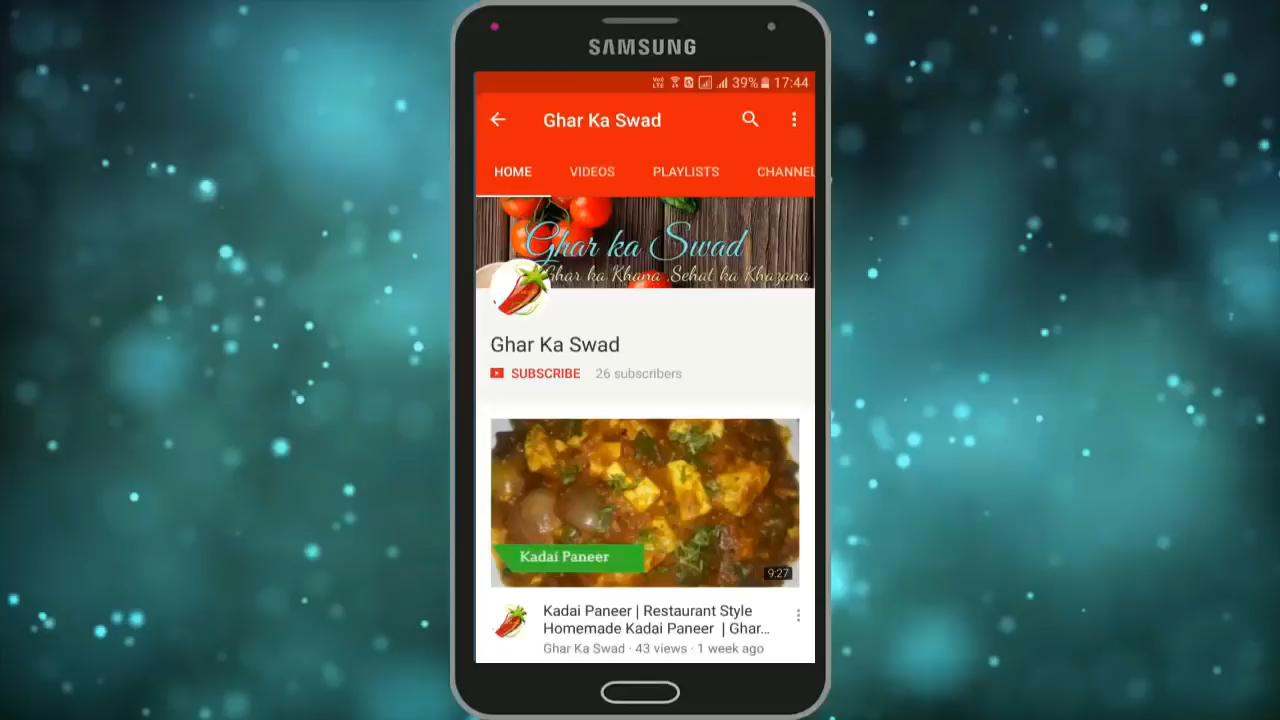 SAMSUNG
39% 17:44
Ghar Ka Swad
HOME VIDEOS PLAYLISTS CHANNEL
Ghar ka Swad
Ghar ka Khana Sehat ka Khazana
Ghar Ka Swad
SUBSCRIBE 26 subscribers
Kadai Paneer
9:27
Kadai Paneer | Restaurant Style
Homemade Kadai Paneer | Ghar...
Ghar Ka Swad · 43 views · 1 week ago